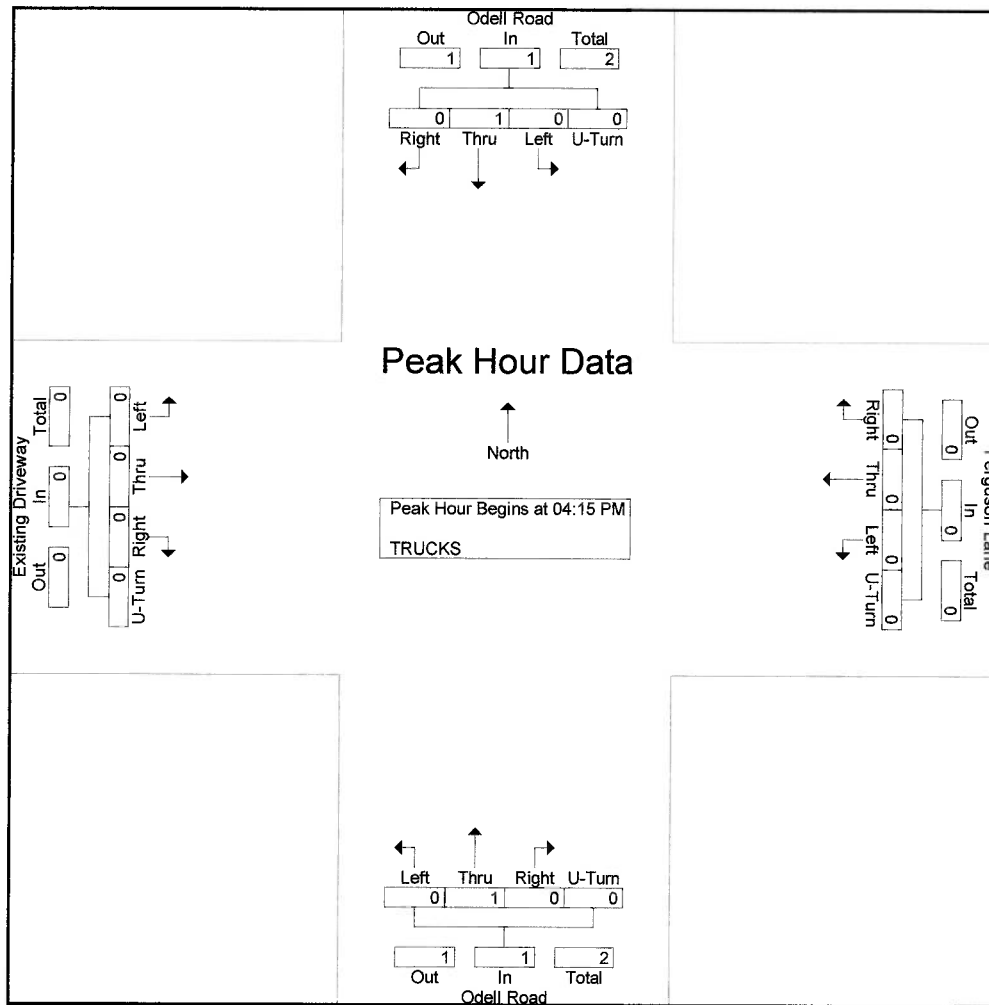 Odell Road
Out In Total
1 1 2
0 1 0 0
Right Thru Left U-Turn
Peak Hour Data
North
Peak Hour Begins at 04:15 PM
TRUCKS
Existing Driveway
Out In Total
0 0 0
0 0 0 0
U-Turn Right Thru Left
Ferguson Lane
Out In Total
0 0 0
0 0 0 0
Right Thru Left U-Turn
Left Thru Right U-Turn
0 1 0 0
1 1 2
Out In Total
Odell Road